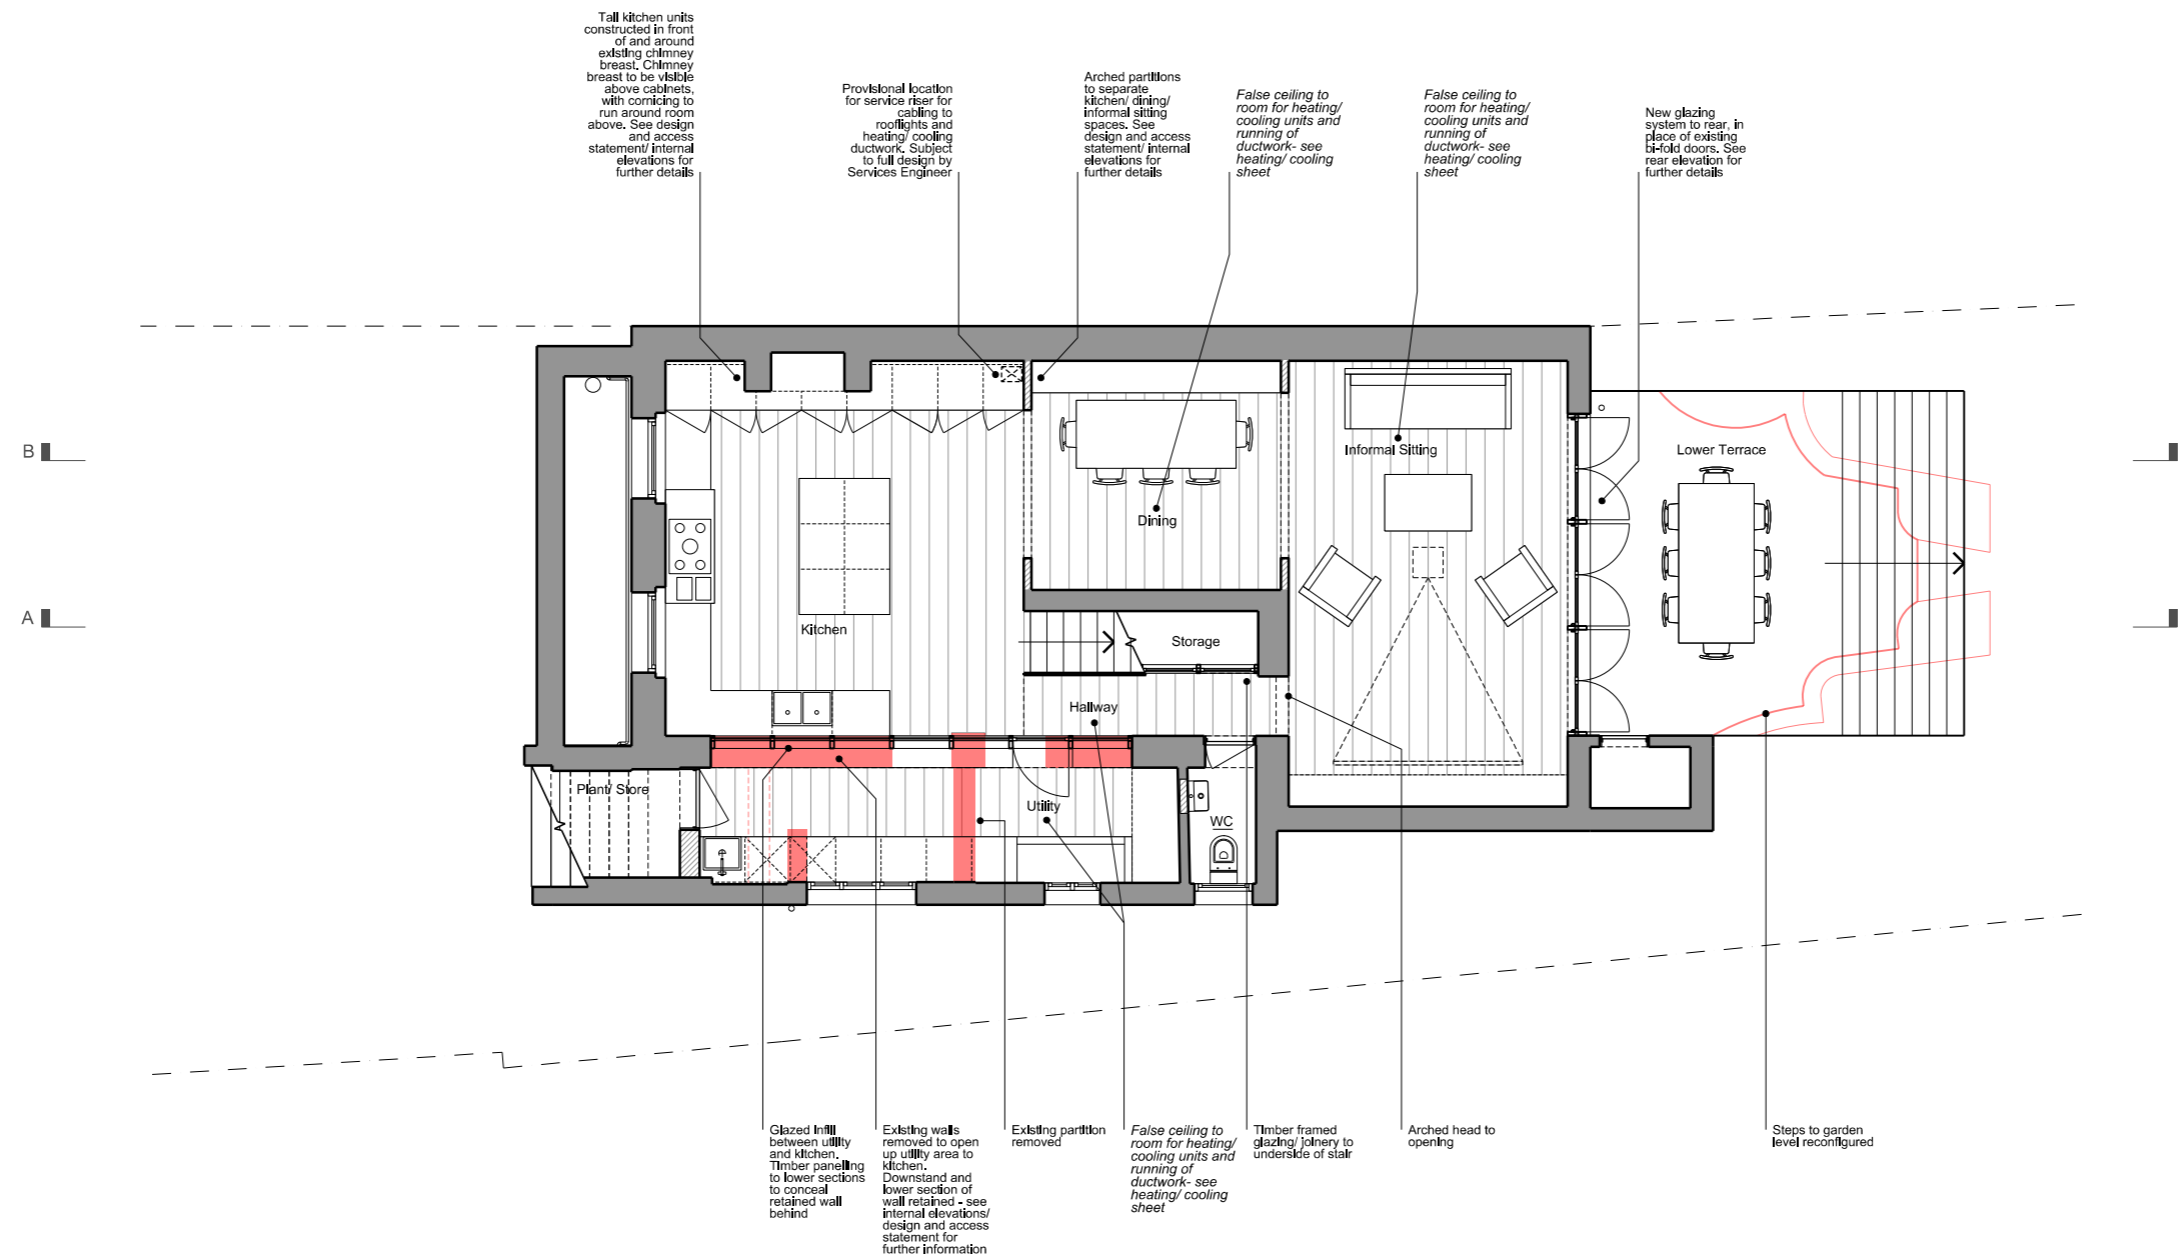 Tall kitchen units
constructed in front
of and around
existing chimney
breast. Chimney
breast to be visible
above cabinets,
with cornicing to
run around room
above. See design
and access
statement/ internal
elevations for
further details
Provisional location
for service riser for
cabling to
rooflights and
heating/ cooling
ductwork. Subject
to full design by
Services Engineer
Arched partitions
to separate
kitchen/ dining/
informal sitting
spaces. See
design and access
statement/ internal
elevations for
further details
False ceiling to
room for heating/
cooling units and
running of
ductwork- see
heating/ cooling
sheet
False ceiling to
room for heating/
cooling units and
running of
ductwork- see
heating/ cooling
sheet
New glazing
system to rear, in
place of existing
bi-fold doors. See
rear elevation for
further details
B
A
Kitchen
Dining
Informal Sitting
Lower Terrace
Storage
Hallway
Plant/ Store
Utility
WC
Glazed infill
between utility
and kitchen.
Timber panelling
to lower sections
to conceal
retained wall
behind
Existing walls
removed to open
up utility area to
kitchen.
Downstand and
lower section of
wall retained - see
internal elevations/
design and access
statement for
further information
Existing partition
removed
False ceiling to
room for heating/
cooling units and
running of
ductwork- see
heating/ cooling
sheet
Timber framed
glazing/ joinery to
underside of stair
Arched head to
opening
Steps to garden
level reconfigured